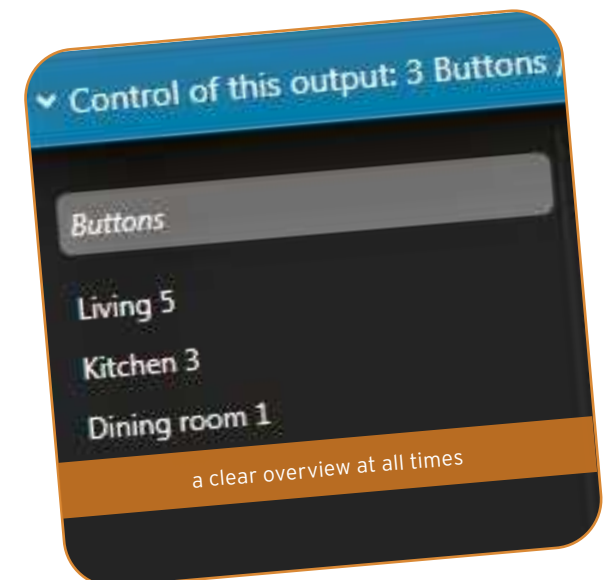 Control of this output: 3 Buttons /
Buttons
Living 5
Kitchen 3
Dining room 1
a clear overview at all times